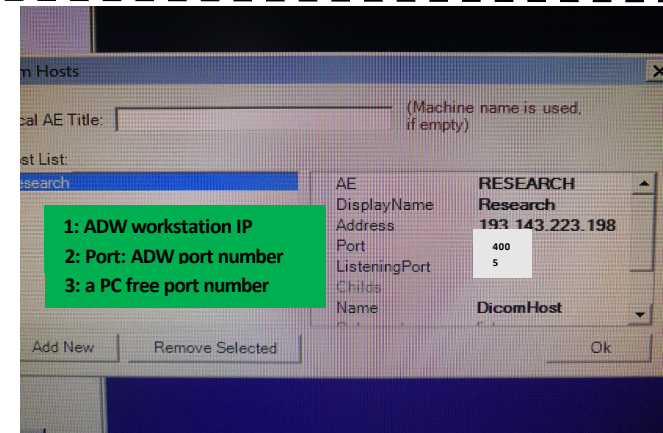 m Hosts
cal AE Title:
(Machine name is used,
if empty)
st List:
search
AE RESEARCH
DisplayName Research
Address 193.143.223.198
Port 400
ListeningPort 5
Childs
Name DicomHost
1: ADW workstation IP
2: Port: ADW port number
3: a PC free port number
Add New
Remove Selected
Ok